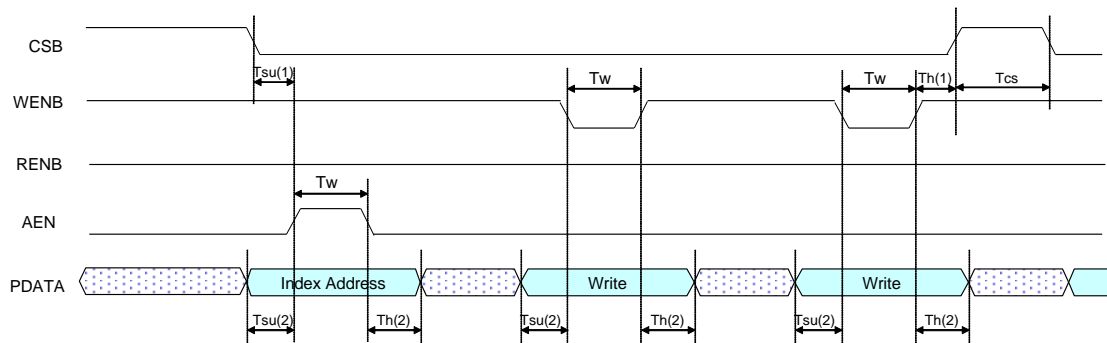 CSB
Tsu(1)
WENB
Tw
Tw
Th(1)
Tcs
RENB
Tw
AEN
PDATA
Index Address
Write
Write
Tsu(2)
Th(2)
Tsu(2)
Th(2)
Tsu(2)
Th(2)